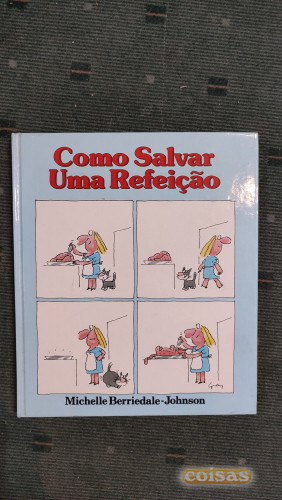 Como Salvar
Uma Refeição
Michelle Berriedale-Johnson
coisas